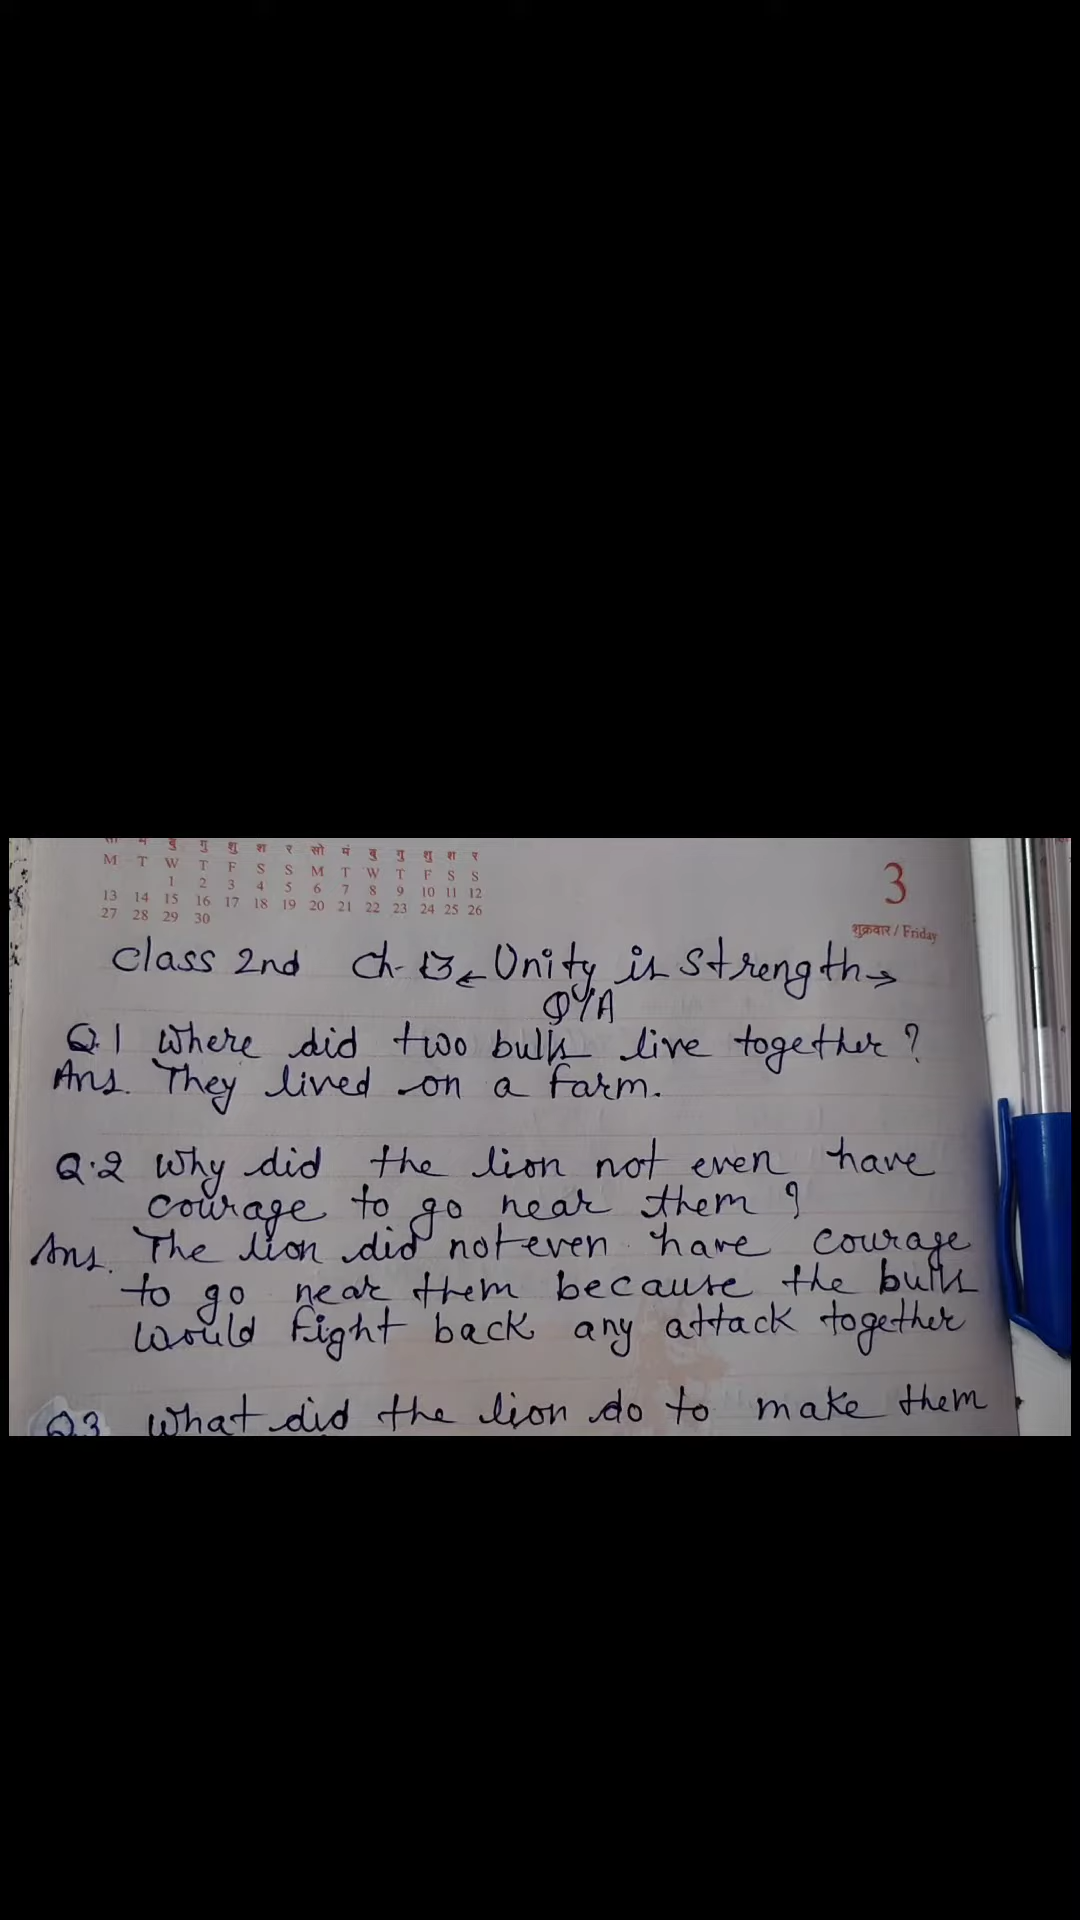 सो मं बु गु शु श र सो मं बु गु शु श र
M T W T F S S M T W T F S S
1 2 3 4 5 6 7 8 9 10 11 12
13 14 15 16 17 18 19 20 21 22 23 24 25 26
27 28 29 30
3
शुक्रवार / Friday
Class 2nd Ch-13 ← Unity is Strength →
Q/A
Q.1 Where did two bulls live together?
Ans. They lived on a farm.
Q.2 Why did the lion not even have
courage to go near them ?
Ans. The lion did not even have courage
to go near them because the bulls
would fight back any attack together
Q.3 What did the lion do to make them